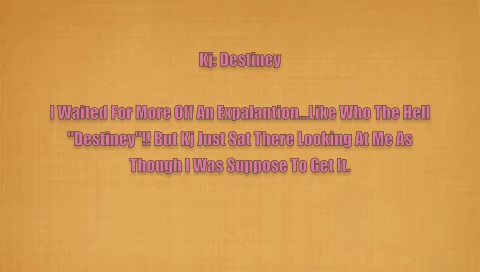 Kj: Destiney
I Waited For More Off An Expalantion...Like Who The Hell
"Destiney"!! But Kj Just Sat There Looking At Me As
Though I Was Suppose To Get It.